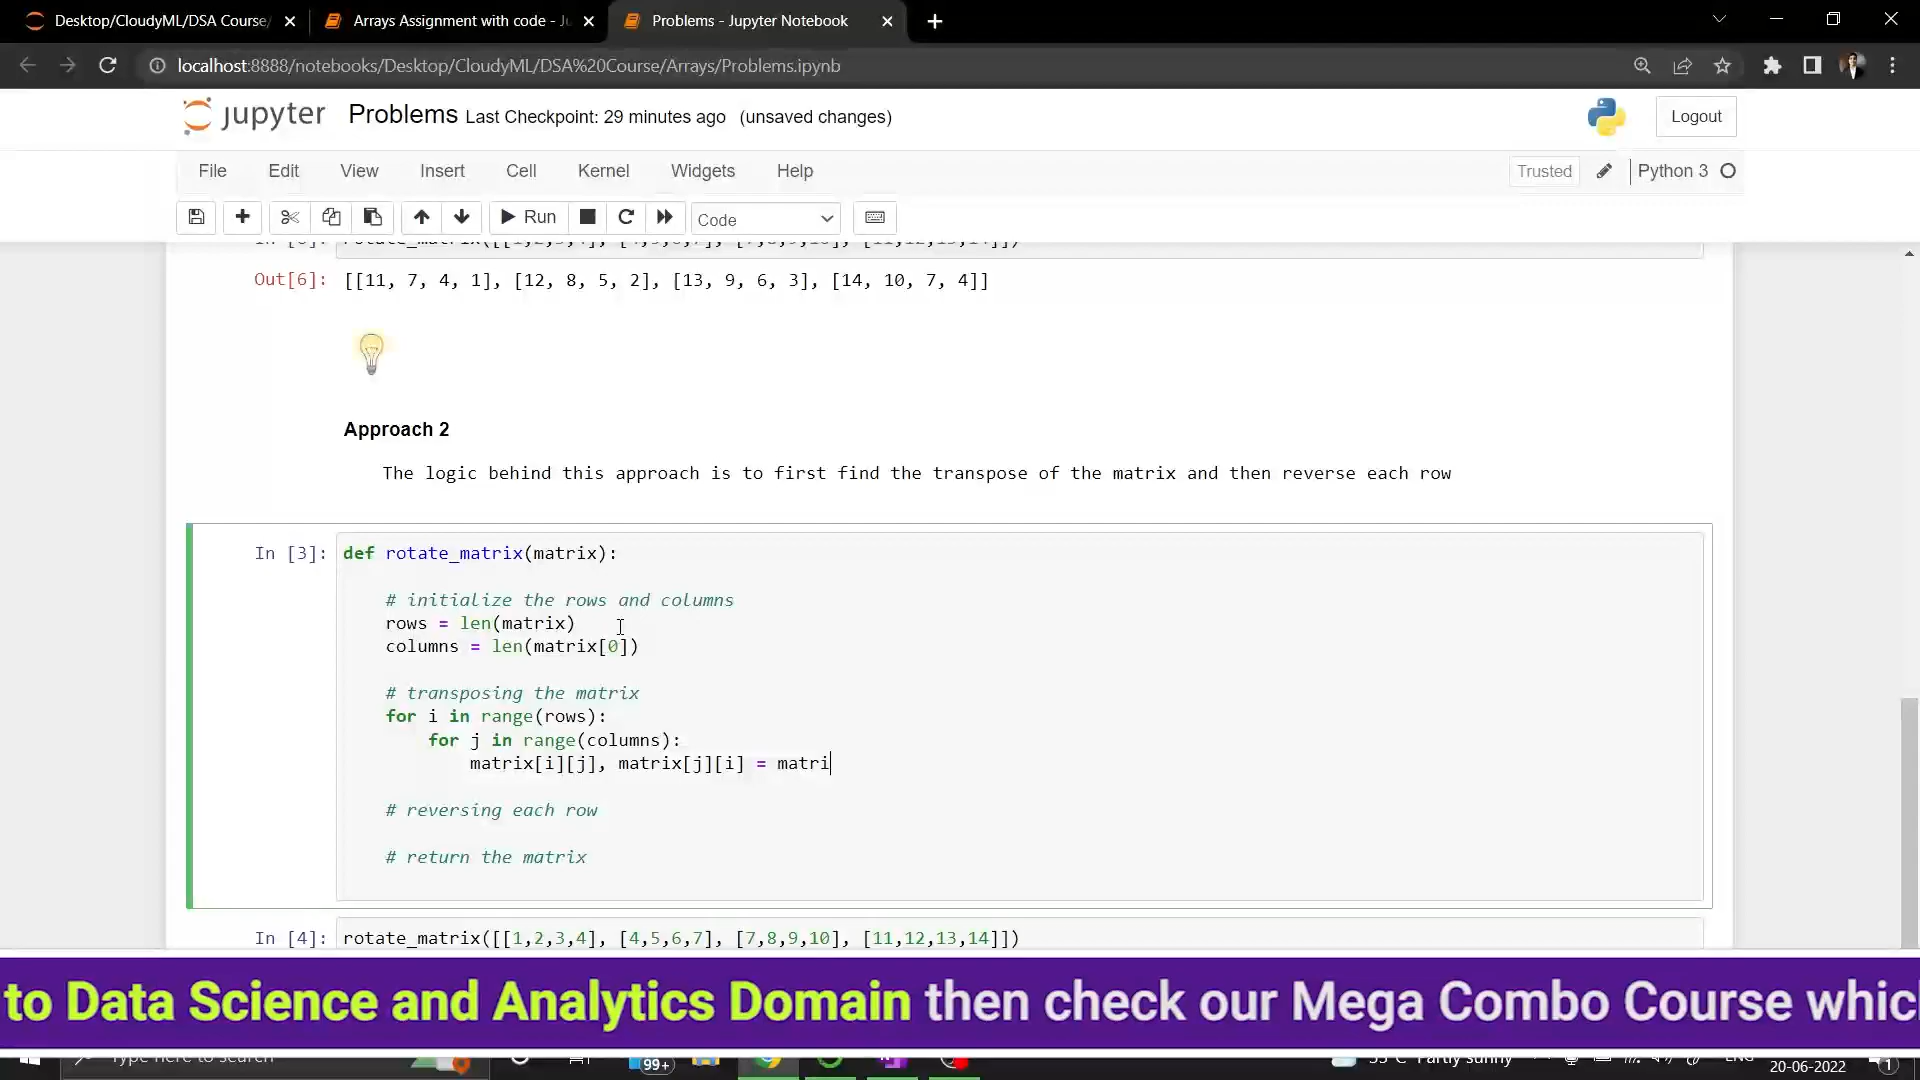 Desktop/CloudyML/DSA Course/
Arrays Assignment with code - Ju
Problems - Jupyter Notebook
localhost:8888/notebooks/Desktop/CloudyML/DSA%20Course/Arrays/Problems.ipynb
jupyter Problems Last Checkpoint: 29 minutes ago (unsaved changes)
Logout
File Edit View Insert Cell Kernel Widgets Help
Trusted
Python 3
Run
Code
Out[6]: [[11, 7, 4, 1], [12, 8, 5, 2], [13, 9, 6, 3], [14, 10, 7, 4]]
Approach 2
The logic behind this approach is to first find the transpose of the matrix and then reverse each row
In [3]: def rotate_matrix(matrix):
# initialize the rows and columns
rows = len(matrix)
columns = len(matrix[0])
# transposing the matrix
for i in range(rows):
for j in range(columns):
matrix[i][j], matrix[j][i] = matri
# reversing each row
# return the matrix
In [4]: rotate_matrix([[1,2,3,4], [4,5,6,7], [7,8,9,10], [11,12,13,14]])
to Data Science and Analytics Domain then check our Mega Combo Course whic
Type here to search
99+
Partly sunny
20-06-2022
1